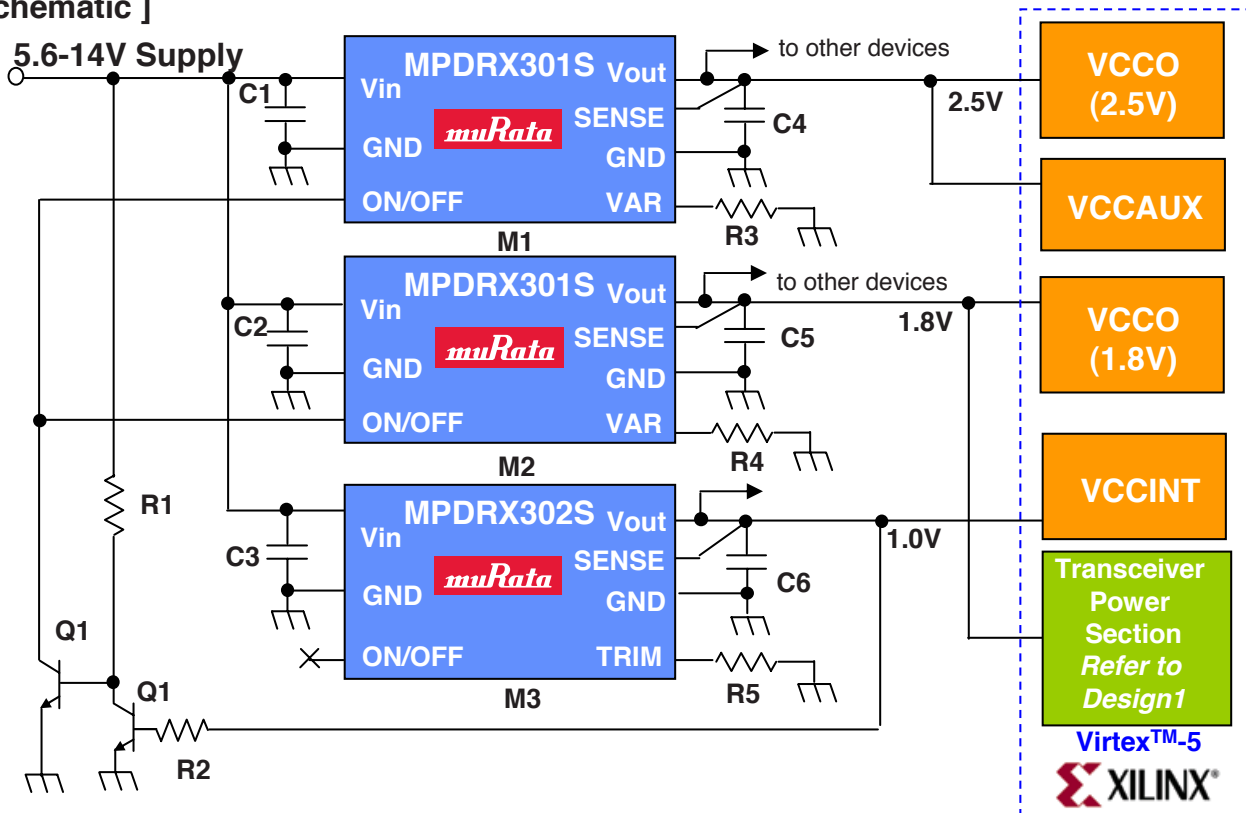 chematic ]
5.6-14V Supply
C1
Vin
MPDRX301S
Vout
to other devices
muRata
SENSE
GND
GND
C4
2.5V
VCCO
(2.5V)
ON/OFF
VAR
R3
M1
VCCAUX
C2
Vin
MPDRX301S
Vout
to other devices
muRata
SENSE
GND
GND
C5
1.8V
VCCO
(1.8V)
ON/OFF
VAR
R4
M2
R1
C3
Vin
MPDRX302S
Vout
muRata
SENSE
GND
GND
C6
1.0V
VCCINT
ON/OFF
TRIM
R5
M3
Q1
Q1
R2
Transceiver
Power
Section
Refer to
Design1
Virtex™-5
XILINX®